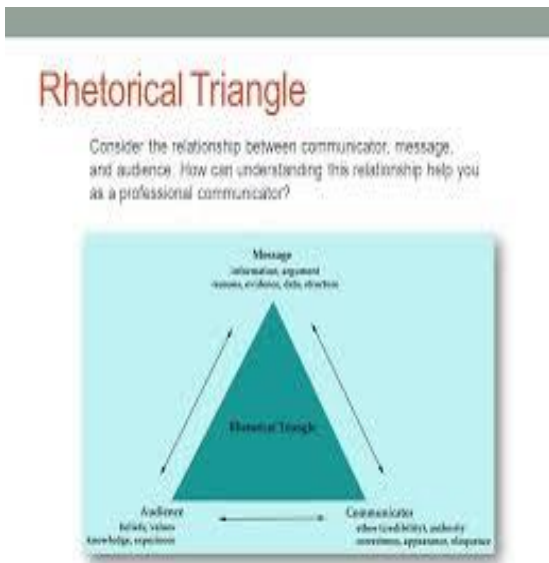 Rhetorical Triangle
Consider the relationship between communicator, message,
and audience. How can understanding this relationship help you
as a professional communicator?
Message
information, argument
reasons, evidence, data, structure
Rhetorical Triangle
Audience
beliefs, values
knowledge, experience
Communicator
ethos (credibility), authority
correctness, appearance, eloquence